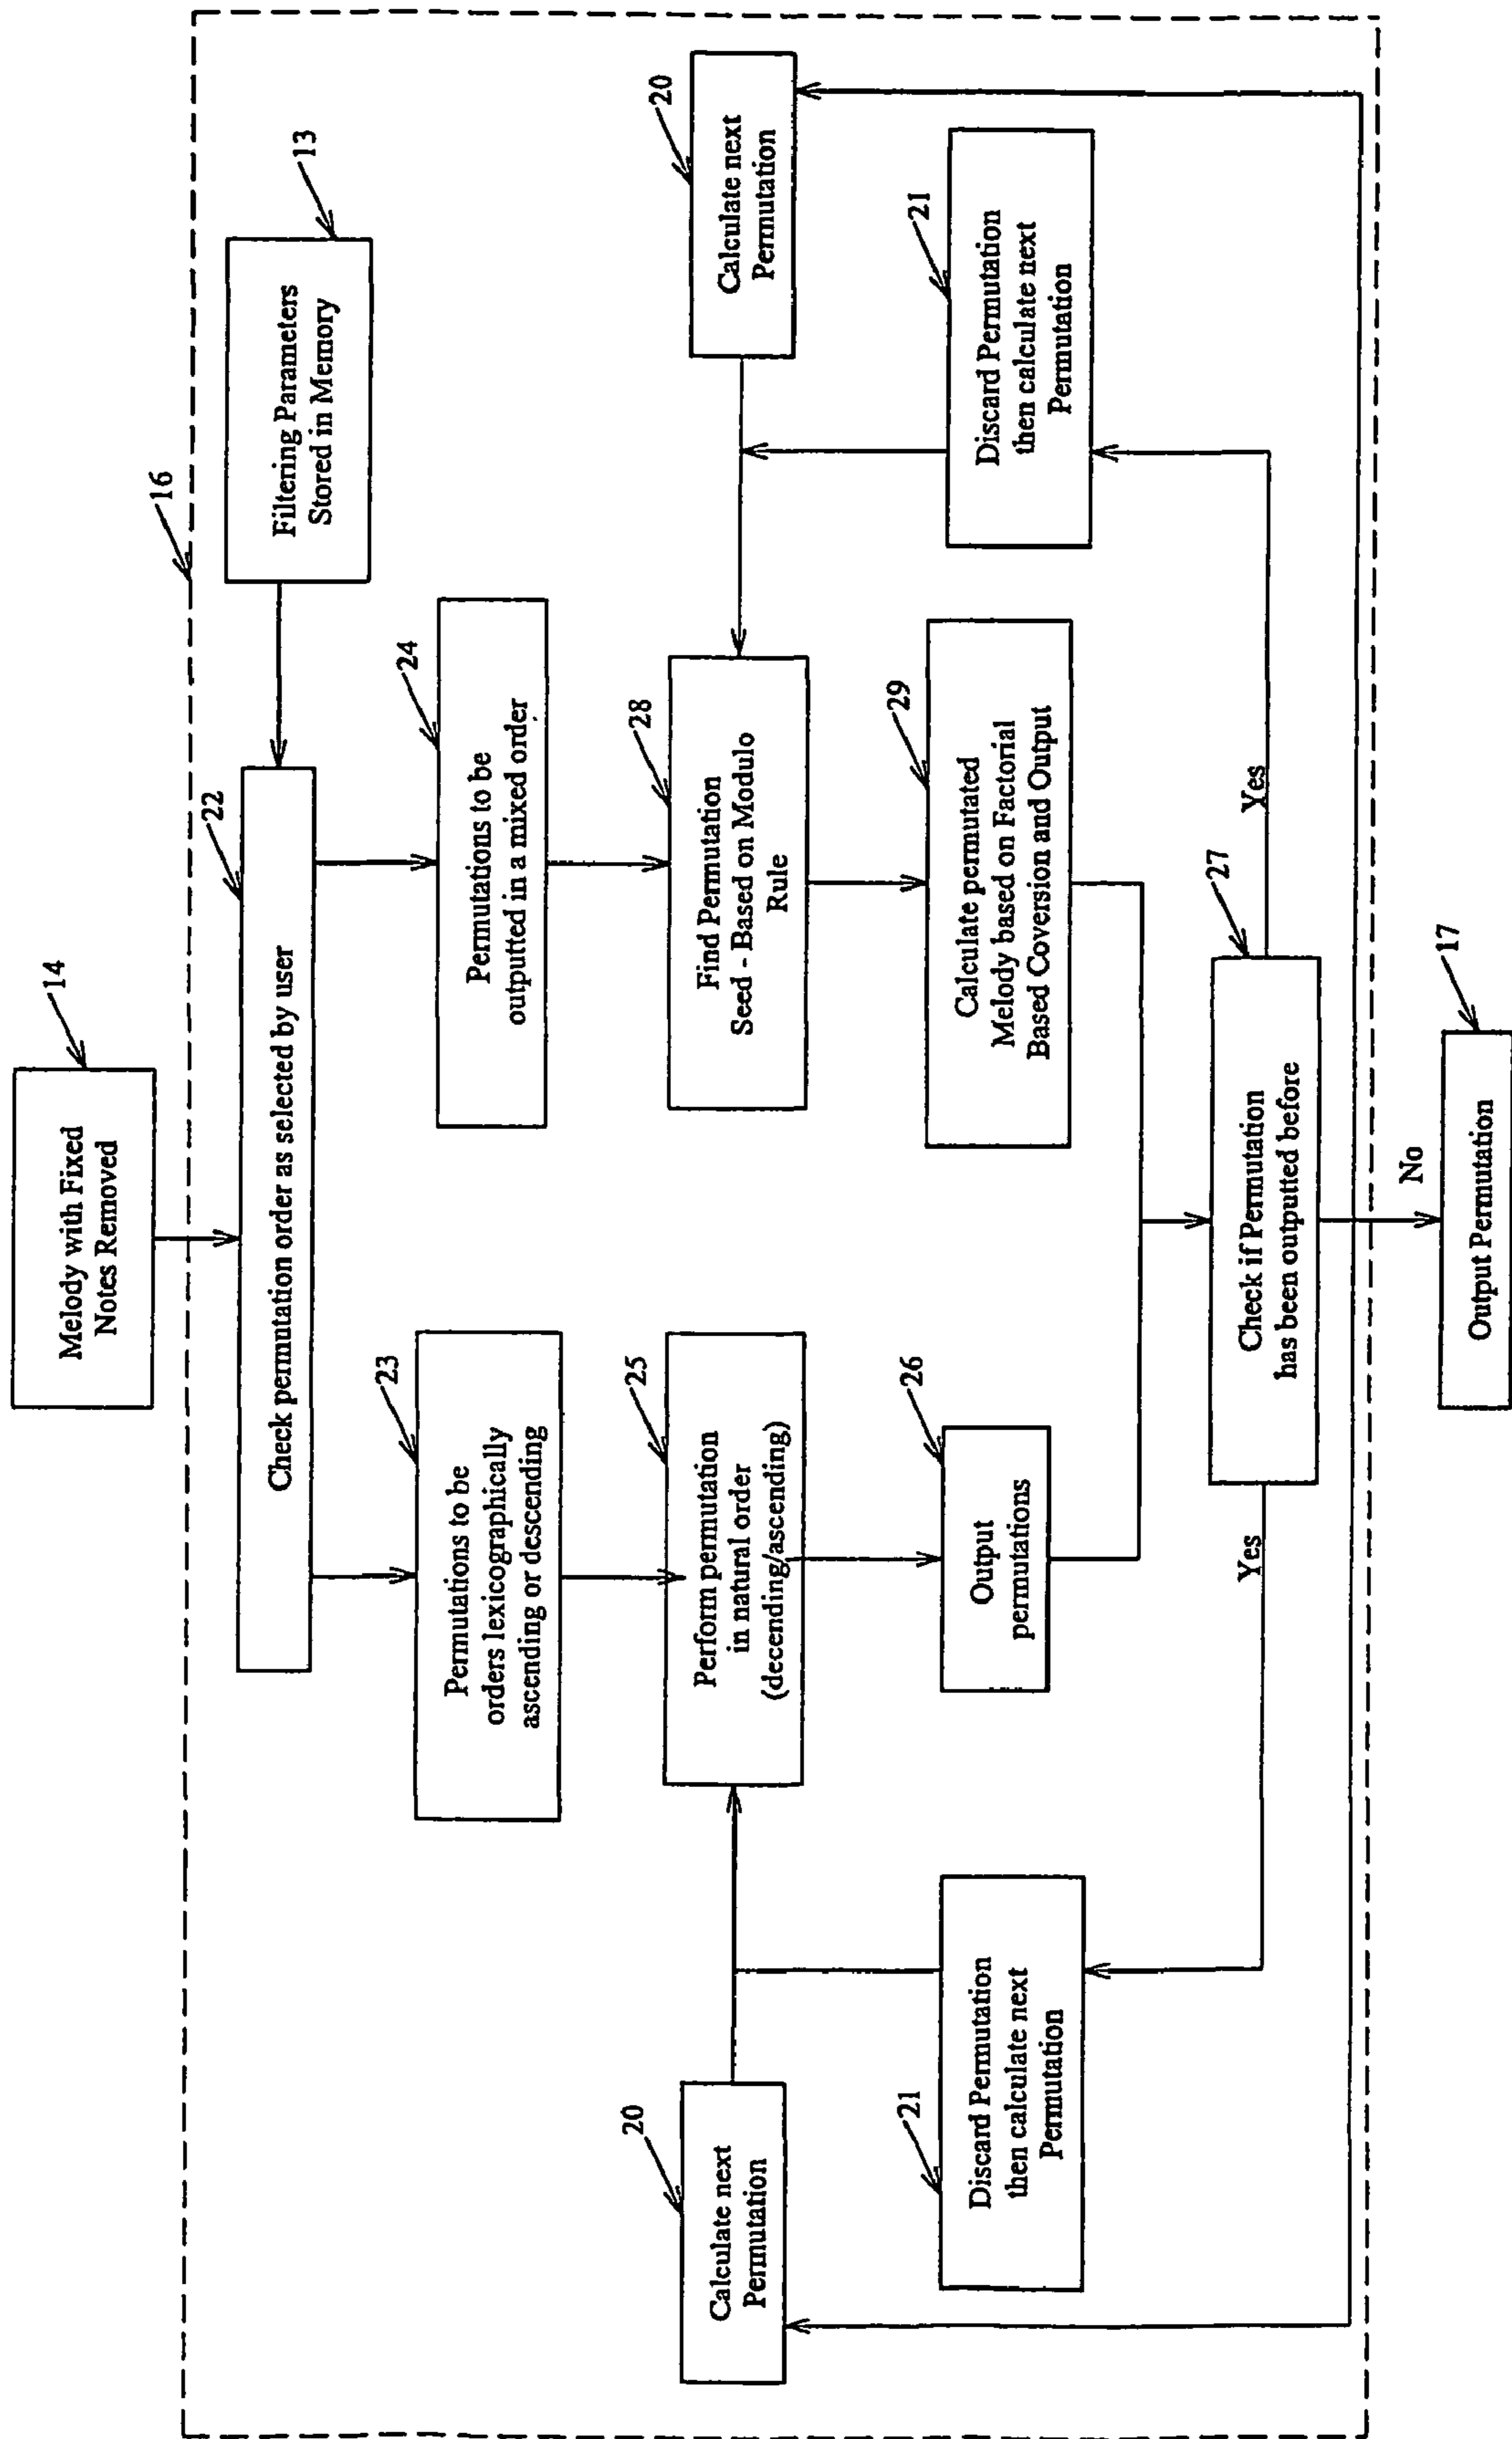 14
Melody with Fixed
Notes Removed
16
22
Check permutation order as selected by user
13
Filtering Parameters
Stored in Memory
23
Permutations to be
orders lexicographically
ascending or descending
24
Permutations to be
outputted in a mixed order
20
Calculate next
Permutation
25
Perform permutation
in natural order
(decending/ascending)
28
Find Permutation
Seed - Based on Modulo
Rule
20
Calculate next
Permutation
21
Discard Permutation
then calculate next
Permutation
26
Output
permutations
29
Calculate permutated
Melody based on Factorial
Based Coversion and Output
21
Discard Permutation
then calculate next
Permutation
Yes
27
Check if Permutation
has been outputted before
Yes
No
17
Output Permutation